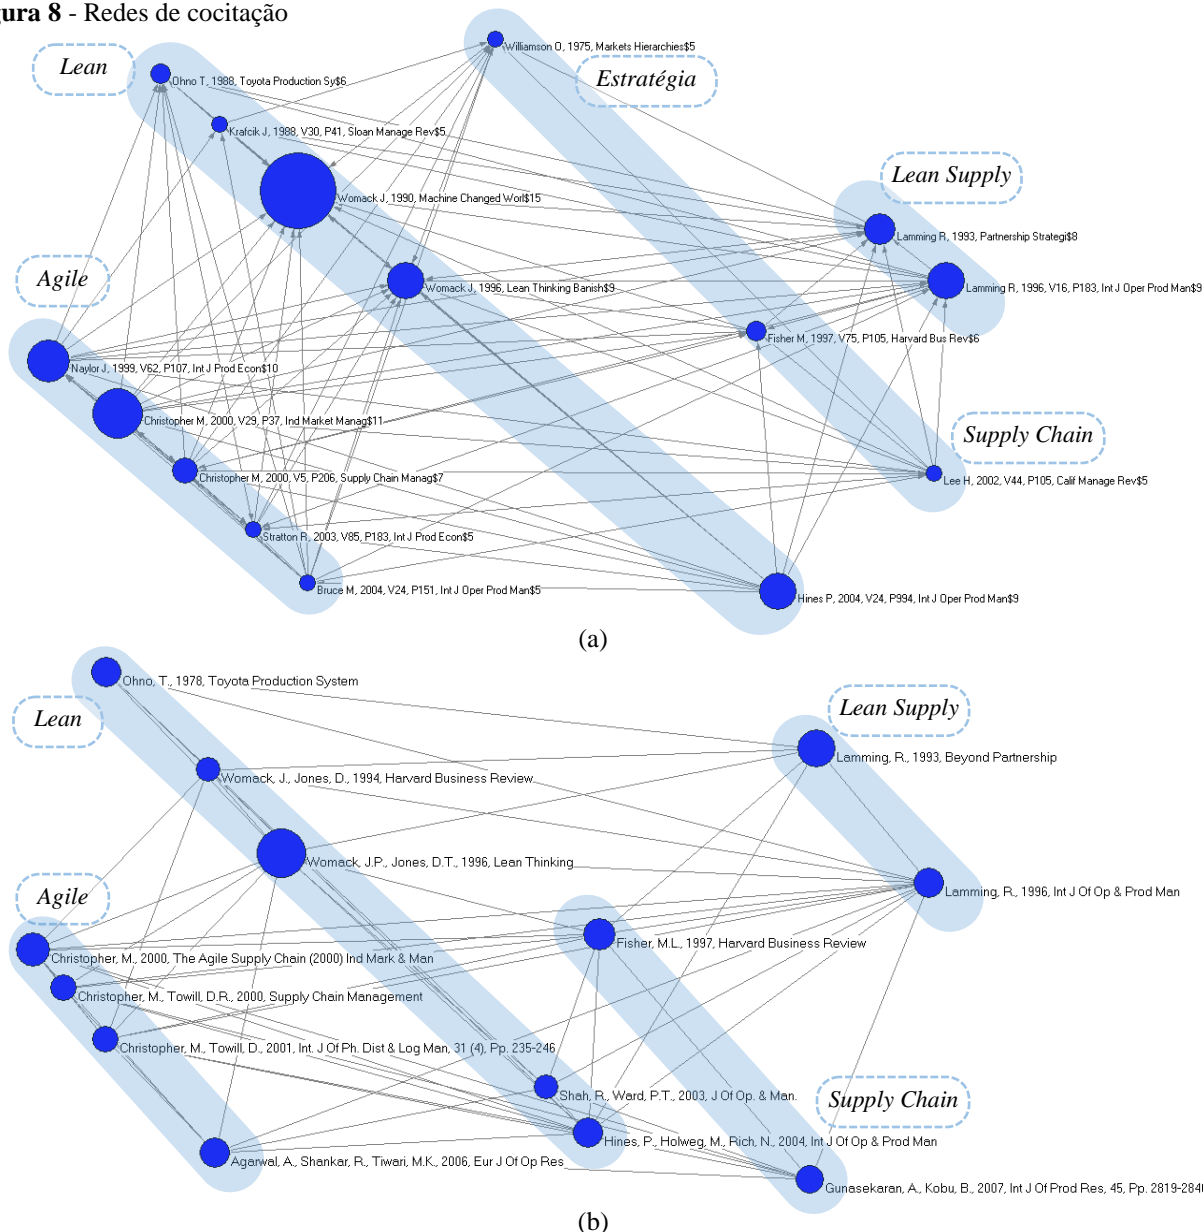 gura 8 - Redes de cocitação
Williamson O, 1975, Markets Hierarchies$5
Lean
Estratégia
Ohno T, 1988, Toyota Production Sy$6
Krafcik J, 1988, V30, P41, Sloan Manage Rev$5
Lean Supply
Womack J, 1990, Machine Changed Worl$15
Lamming R, 1993, Partnership Strategi$8
Agile
Womack J, 1996, Lean Thinking Banish$9
Lamming R, 1996, V16, P183, Int J Oper Prod Man$9
Fisher M, 1997, V75, P105, Harvard Bus Rev$6
Naylor J, 1999, V62, P107, Int J Prod Econ$10
Christopher M, 2000, V29, P37, Ind Market Manag$11
Supply Chain
Christopher M, 2000, V5, P206, Supply Chain Manag$7
Lee H, 2002, V44, P105, Calif Manage Rev$5
Stratton R, 2003, V85, P183, Int J Prod Econ$5
Bruce M, 2004, V24, P151, Int J Oper Prod Man$5
Hines P, 2004, V24, P994, Int J Oper Prod Man$9
(a)
Ohno, T., 1978, Toyota Production System
Lean
Lean Supply
Lamming, R., 1993, Beyond Partnership
Womack, J., Jones, D., 1994, Harvard Business Review
Womack, J.P., Jones, D.T., 1996, Lean Thinking
Agile
Lamming, R., 1996, Int J Of Op & Prod Man
Fisher, M.L., 1997, Harvard Business Review
Christopher, M., 2000, The Agile Supply Chain (2000) Ind Mark & Man
Christopher, M., Towill, D.R., 2000, Supply Chain Management
Christopher, M., Towill, D., 2001, Int. J Of Ph. Dist & Log Man, 31 (4), Pp. 235-246
Shah, R., Ward, P.T., 2003, J Of Op. & Man.
Supply Chain
Hines, P., Holweg, M., Rich, N., 2004, Int J Of Op & Prod Man
Agarwal, A., Shankar, R., Tiwari, M.K., 2006, Eur J Of Op Res
Gunasekaran, A., Kobu, B., 2007, Int J Of Prod Res, 45, Pp. 2819-2840
(b)